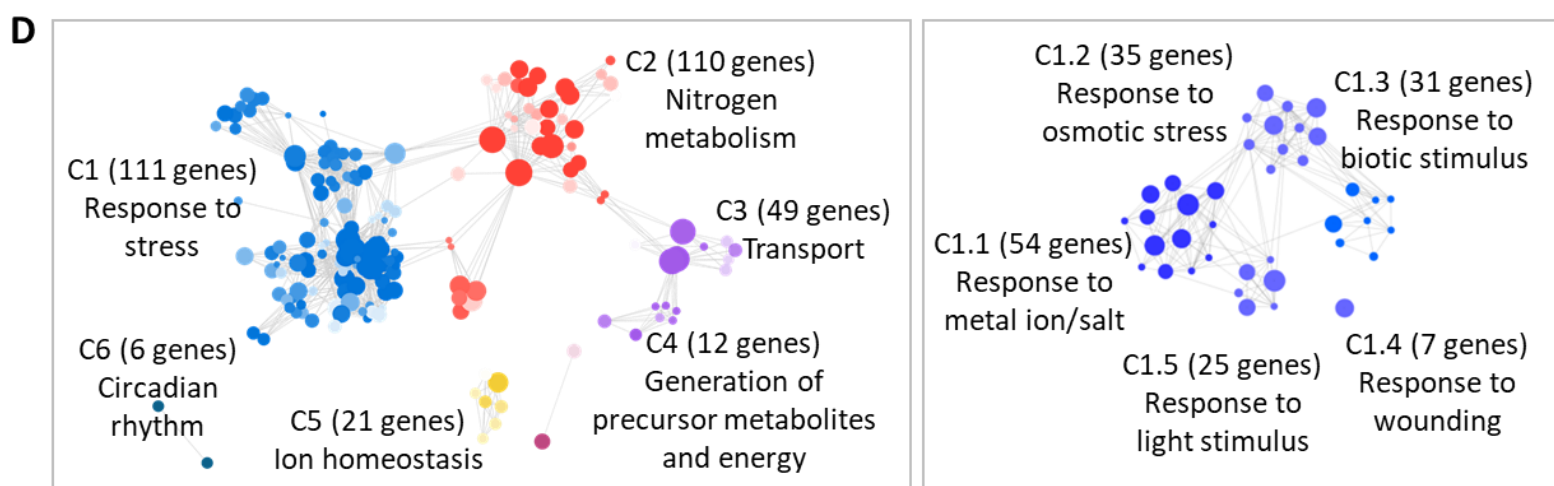 D
C2 (110 genes)
Nitrogen
metabolism
C1 (111 genes)
Response to
stress
C3 (49 genes)
Transport
C6 (6 genes)
Circadian
rhythm
C5 (21 genes)
Ion homeostasis
C4 (12 genes)
Generation of
precursor metabolites
and energy
C1.2 (35 genes)
Response to
osmotic stress
C1.3 (31 genes)
Response to
biotic stimulus
C1.1 (54 genes)
Response to
metal ion/salt
C1.5 (25 genes)
Response to
light stimulus
C1.4 (7 genes)
Response to
wounding